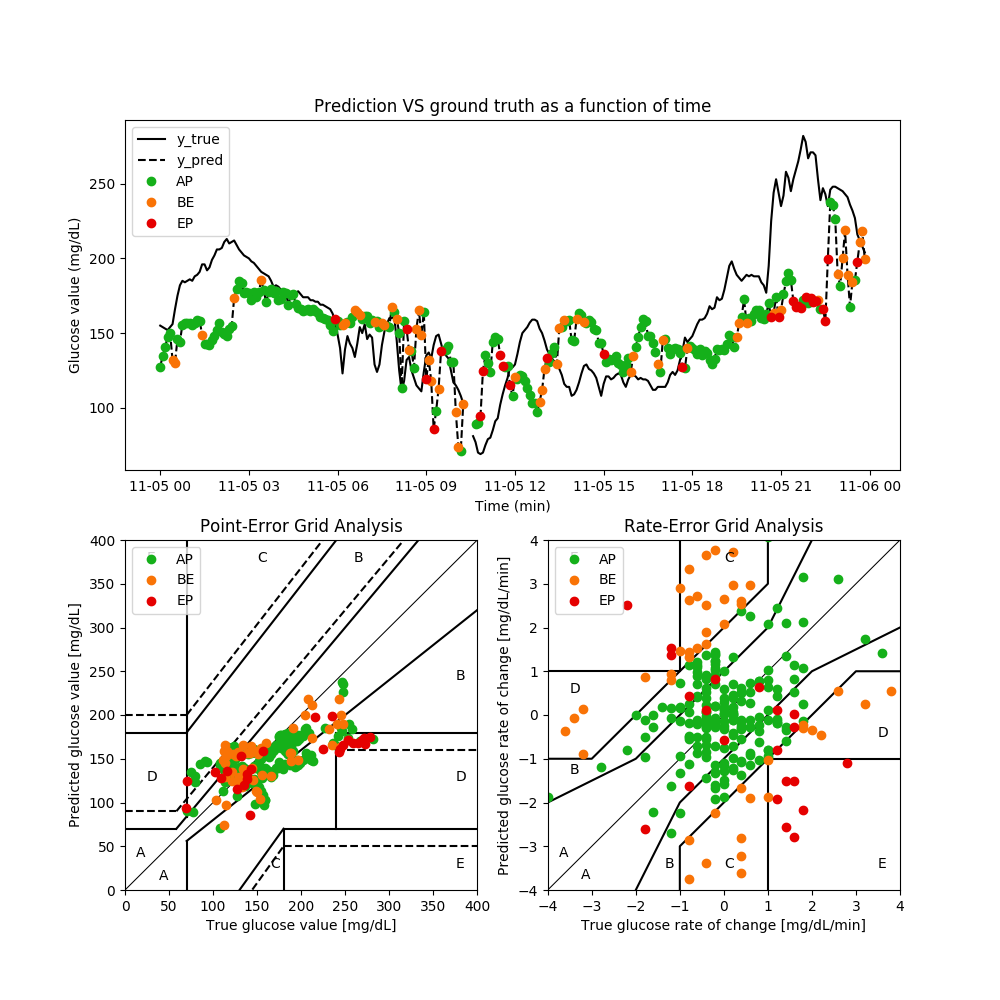 Prediction VS ground truth as a function of time
Glucose value (mg/dL)
y_true
y_pred
AP
BE
EP
250
200
150
100
11-05 00 11-05 03 11-05 06 11-05 09 11-05 12 11-05 15 11-05 18 11-05 21 11-06 00
Time (min)
Point-Error Grid Analysis
Predicted glucose value [mg/dL]
400
350
300
250
200
150
100
50
0
AP
BE
EP
C
B
B
D
D
A
A
C
E
0 50 100 150 200 250 300 350 400
True glucose value [mg/dL]
Rate-Error Grid Analysis
Predicted glucose rate of change [mg/dL/min]
4
3
2
1
0
−1
−2
−3
−4
AP
BE
EP
C
D
D
B
A
A
B
C
E
−4 −3 −2 −1 0 1 2 3 4
True glucose rate of change [mg/dL/min]